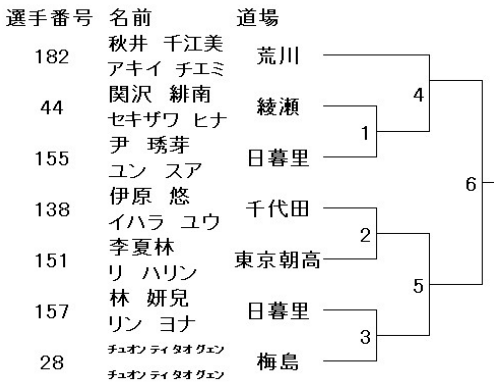 選手番号 名前 道場
182 秋井 千江美 荒川
アキイ チエミ
44 関沢 緋南 綾瀬
セキザワ ヒナ
155 尹 琇芽 日暮里
ユン スア
138 伊原 悠 千代田
イハラ ユウ
151 李夏林 東京朝高
リ ハリン
157 林 妍兒 日暮里
リン ヨナ
28 チュオン ティ タオ グェン 梅島
チュオン ティ タオ グェン
4
1
6
2
5
3